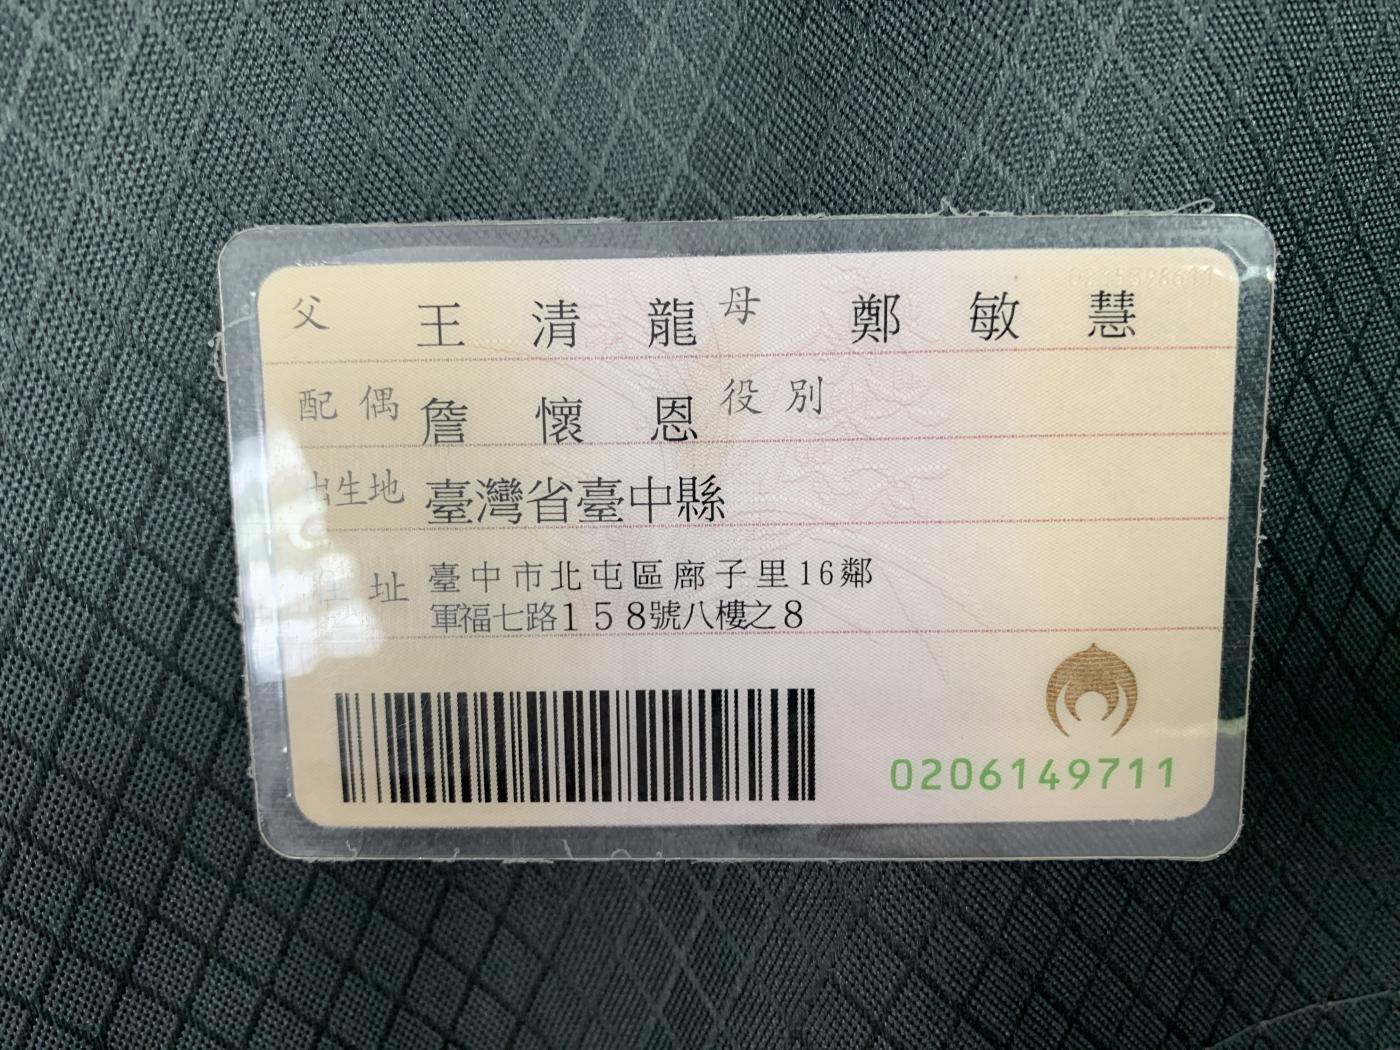 父 王清龍 母 鄭敏慧
配偶 詹懷恩 役別
出生地 臺灣省臺中縣
住址 臺中市北屯區廍子里16鄰
軍福七路158號八樓之8
0206149711